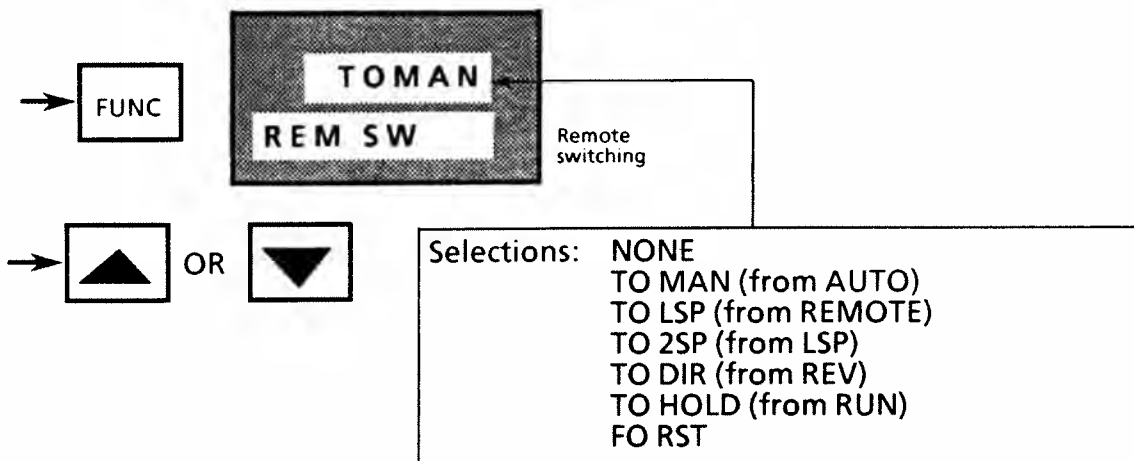 FUNC
TOMAN
REM SW
Remote
switching
OR
Selections: NONE
TO MAN (from AUTO)
TO LSP (from REMOTE)
TO 2SP (from LSP)
TO DIR (from REV)
TO HOLD (from RUN)
FO RST